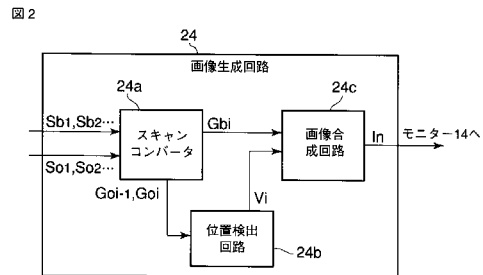 図2
24
画像生成回路
24a
24c
Sb1,Sb2…
スキャン
コンバータ
Gbi
画像合
成回路
In
モニター14へ
So1,So2…
Goi-1,Goi
Vi
位置検出
回路
24b